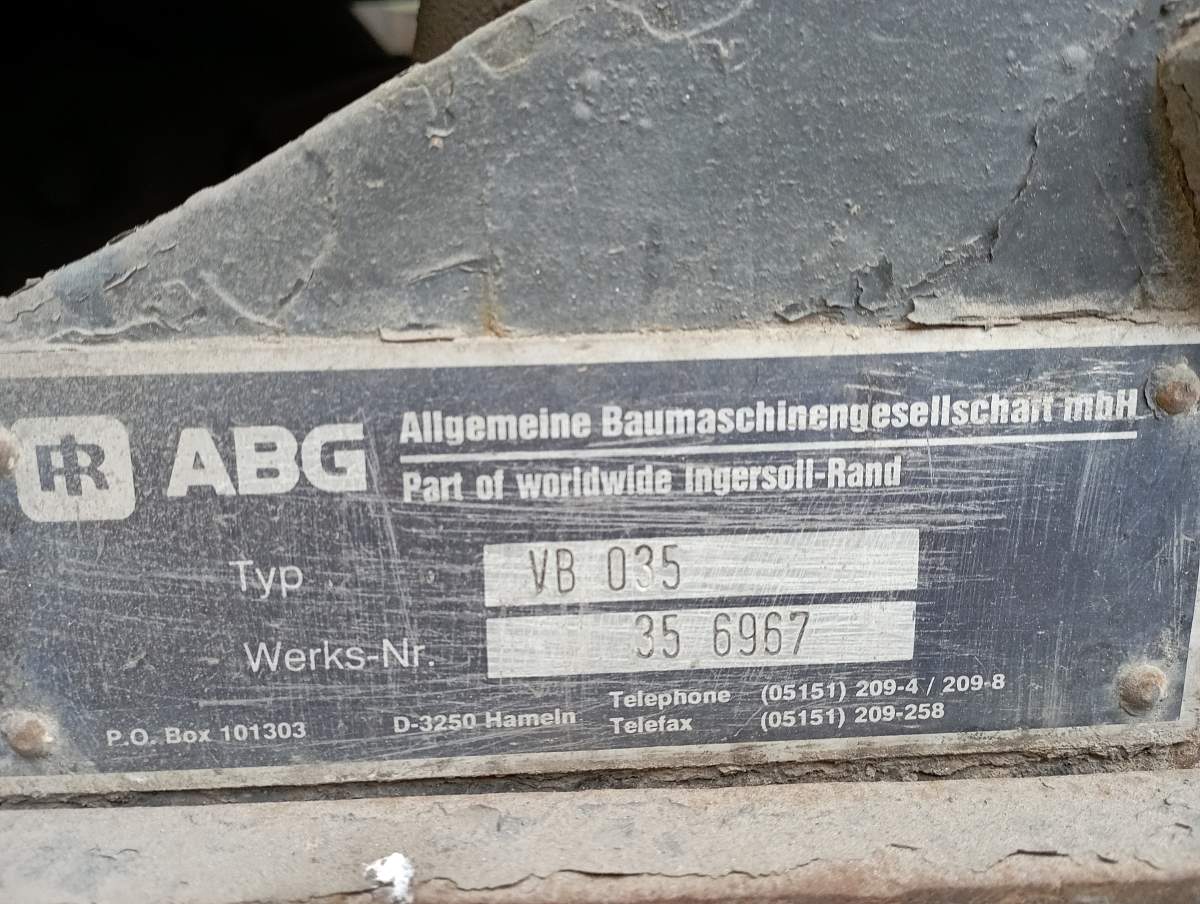 IR ABG
Allgemeine Baumaschinengesellschaft mbH
Part of worldwide Ingersoll-Rand
Typ VB 035
Werks-Nr. 35 6967
P.O. Box 101303 D-3250 Hameln
Telephone (05151) 209-4 / 209-8
Telefax (05151) 209-258